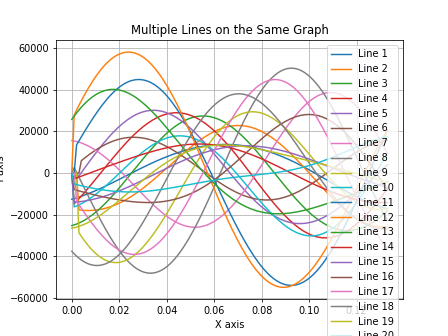 Multiple Lines on the Same Graph
60000
40000
20000
0
−20000
−40000
−60000
0.00
0.02
0.04
0.06
0.08
0.10
X axis
Line 1
Line 2
Line 3
Line 4
Line 5
Line 6
Line 7
Line 8
Line 9
Line 10
Line 11
Line 12
Line 13
Line 14
Line 15
Line 16
Line 17
Line 18
Line 19
Line 20